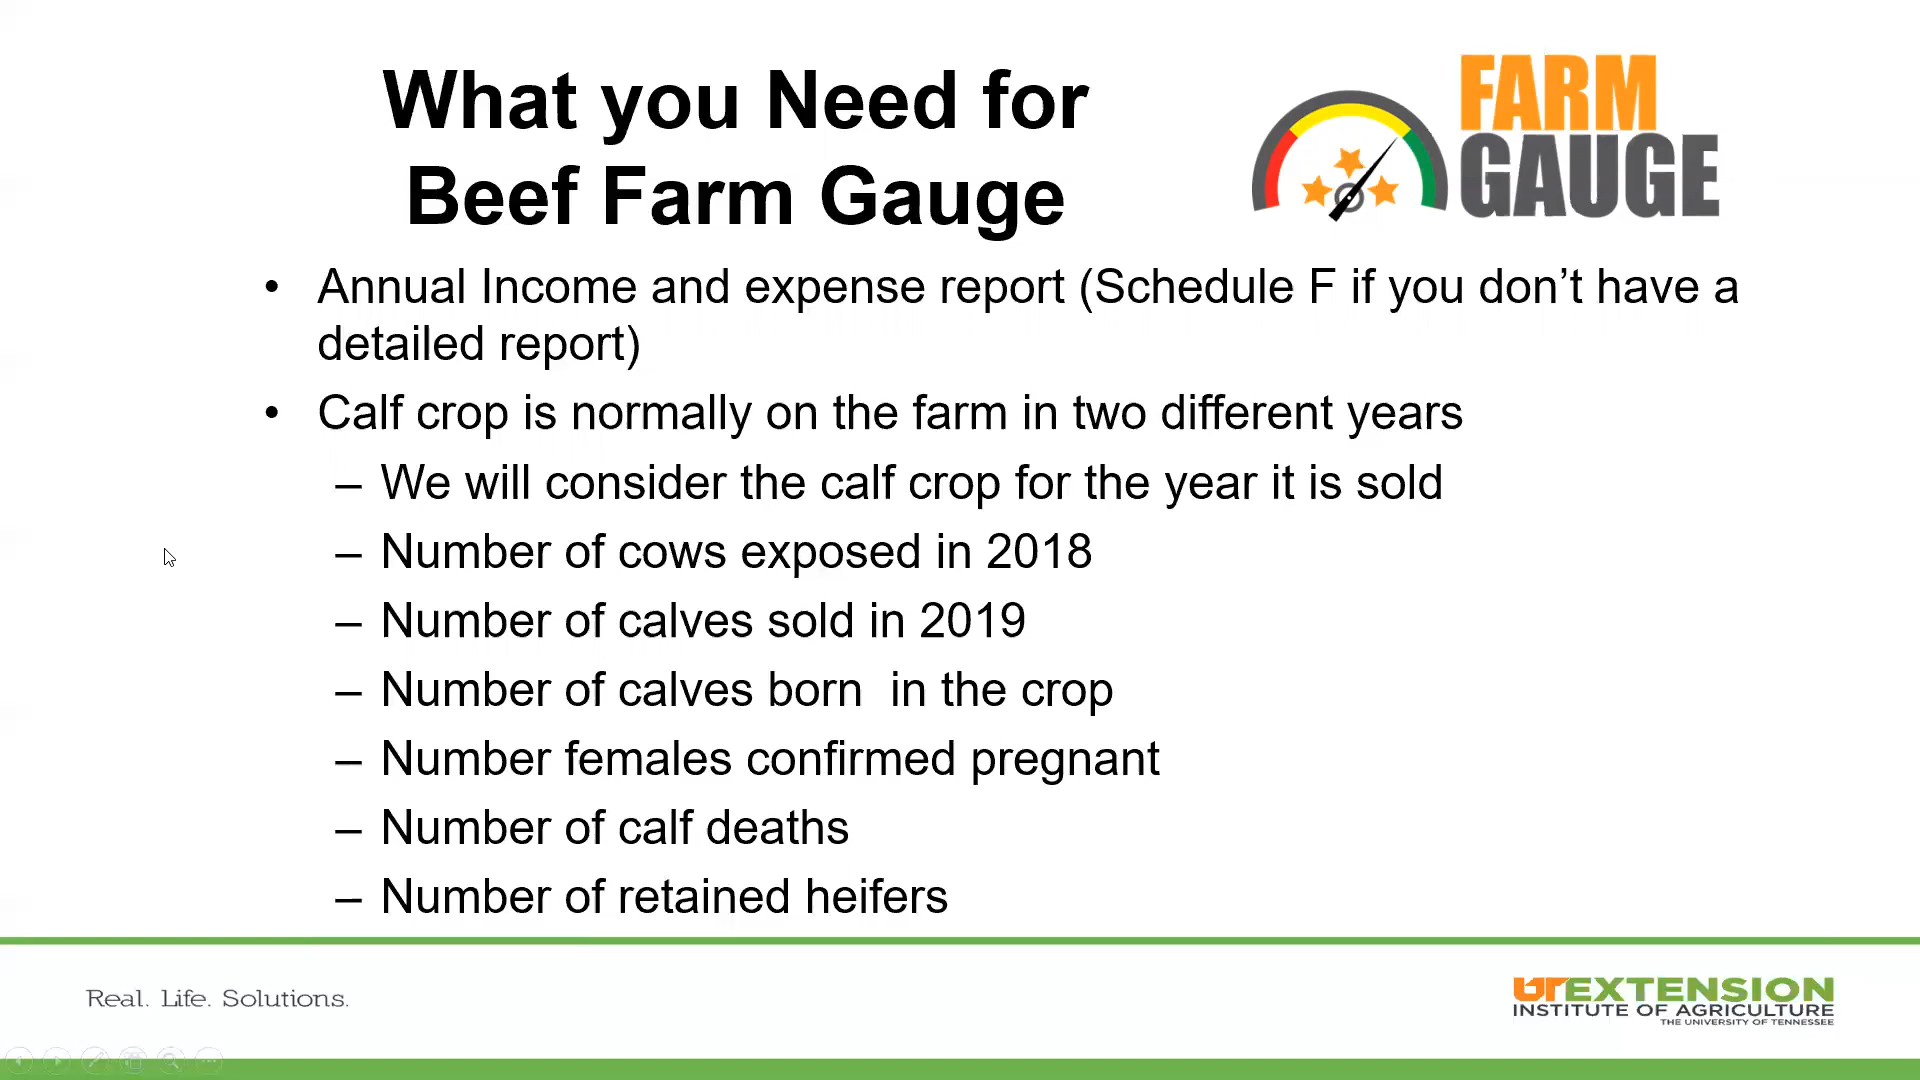 What you Need for
Beef Farm Gauge
FARM
GAUGE
• Annual Income and expense report (Schedule F if you don’t have a
detailed report)
• Calf crop is normally on the farm in two different years
– We will consider the calf crop for the year it is sold
– Number of cows exposed in 2018
– Number of calves sold in 2019
– Number of calves born  in the crop
– Number females confirmed pregnant
– Number of calf deaths
– Number of retained heifers
Real. Life. Solutions.
UTEXTENSION
INSTITUTE OF AGRICULTURE
THE UNIVERSITY OF TENNESSEE